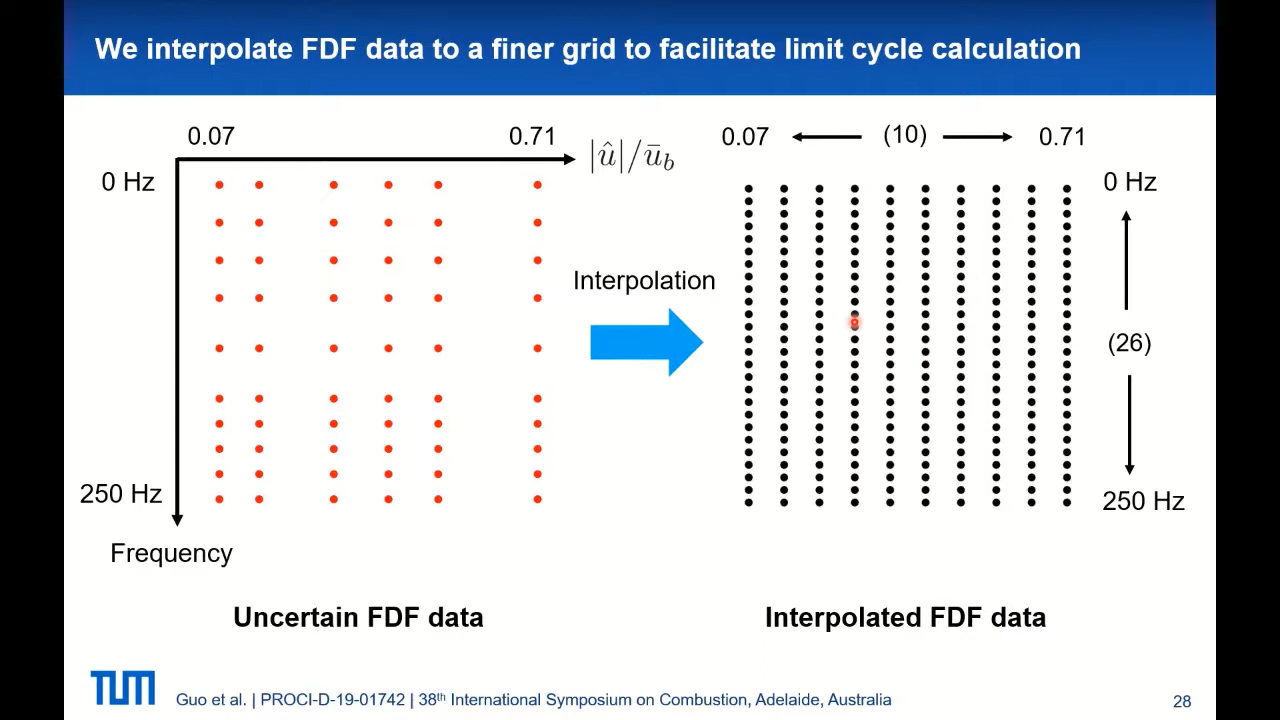 We interpolate FDF data to a finer grid to facilitate limit cycle calculation
0.07
0.71
|û|/ū_b
0 Hz
250 Hz
Frequency
Uncertain FDF data
Interpolation
0.07
(10)
0.71
0 Hz
(26)
250 Hz
Interpolated FDF data
TUM
Guo et al. | PROCI-D-19-01742 | 38th International Symposium on Combustion, Adelaide, Australia
28